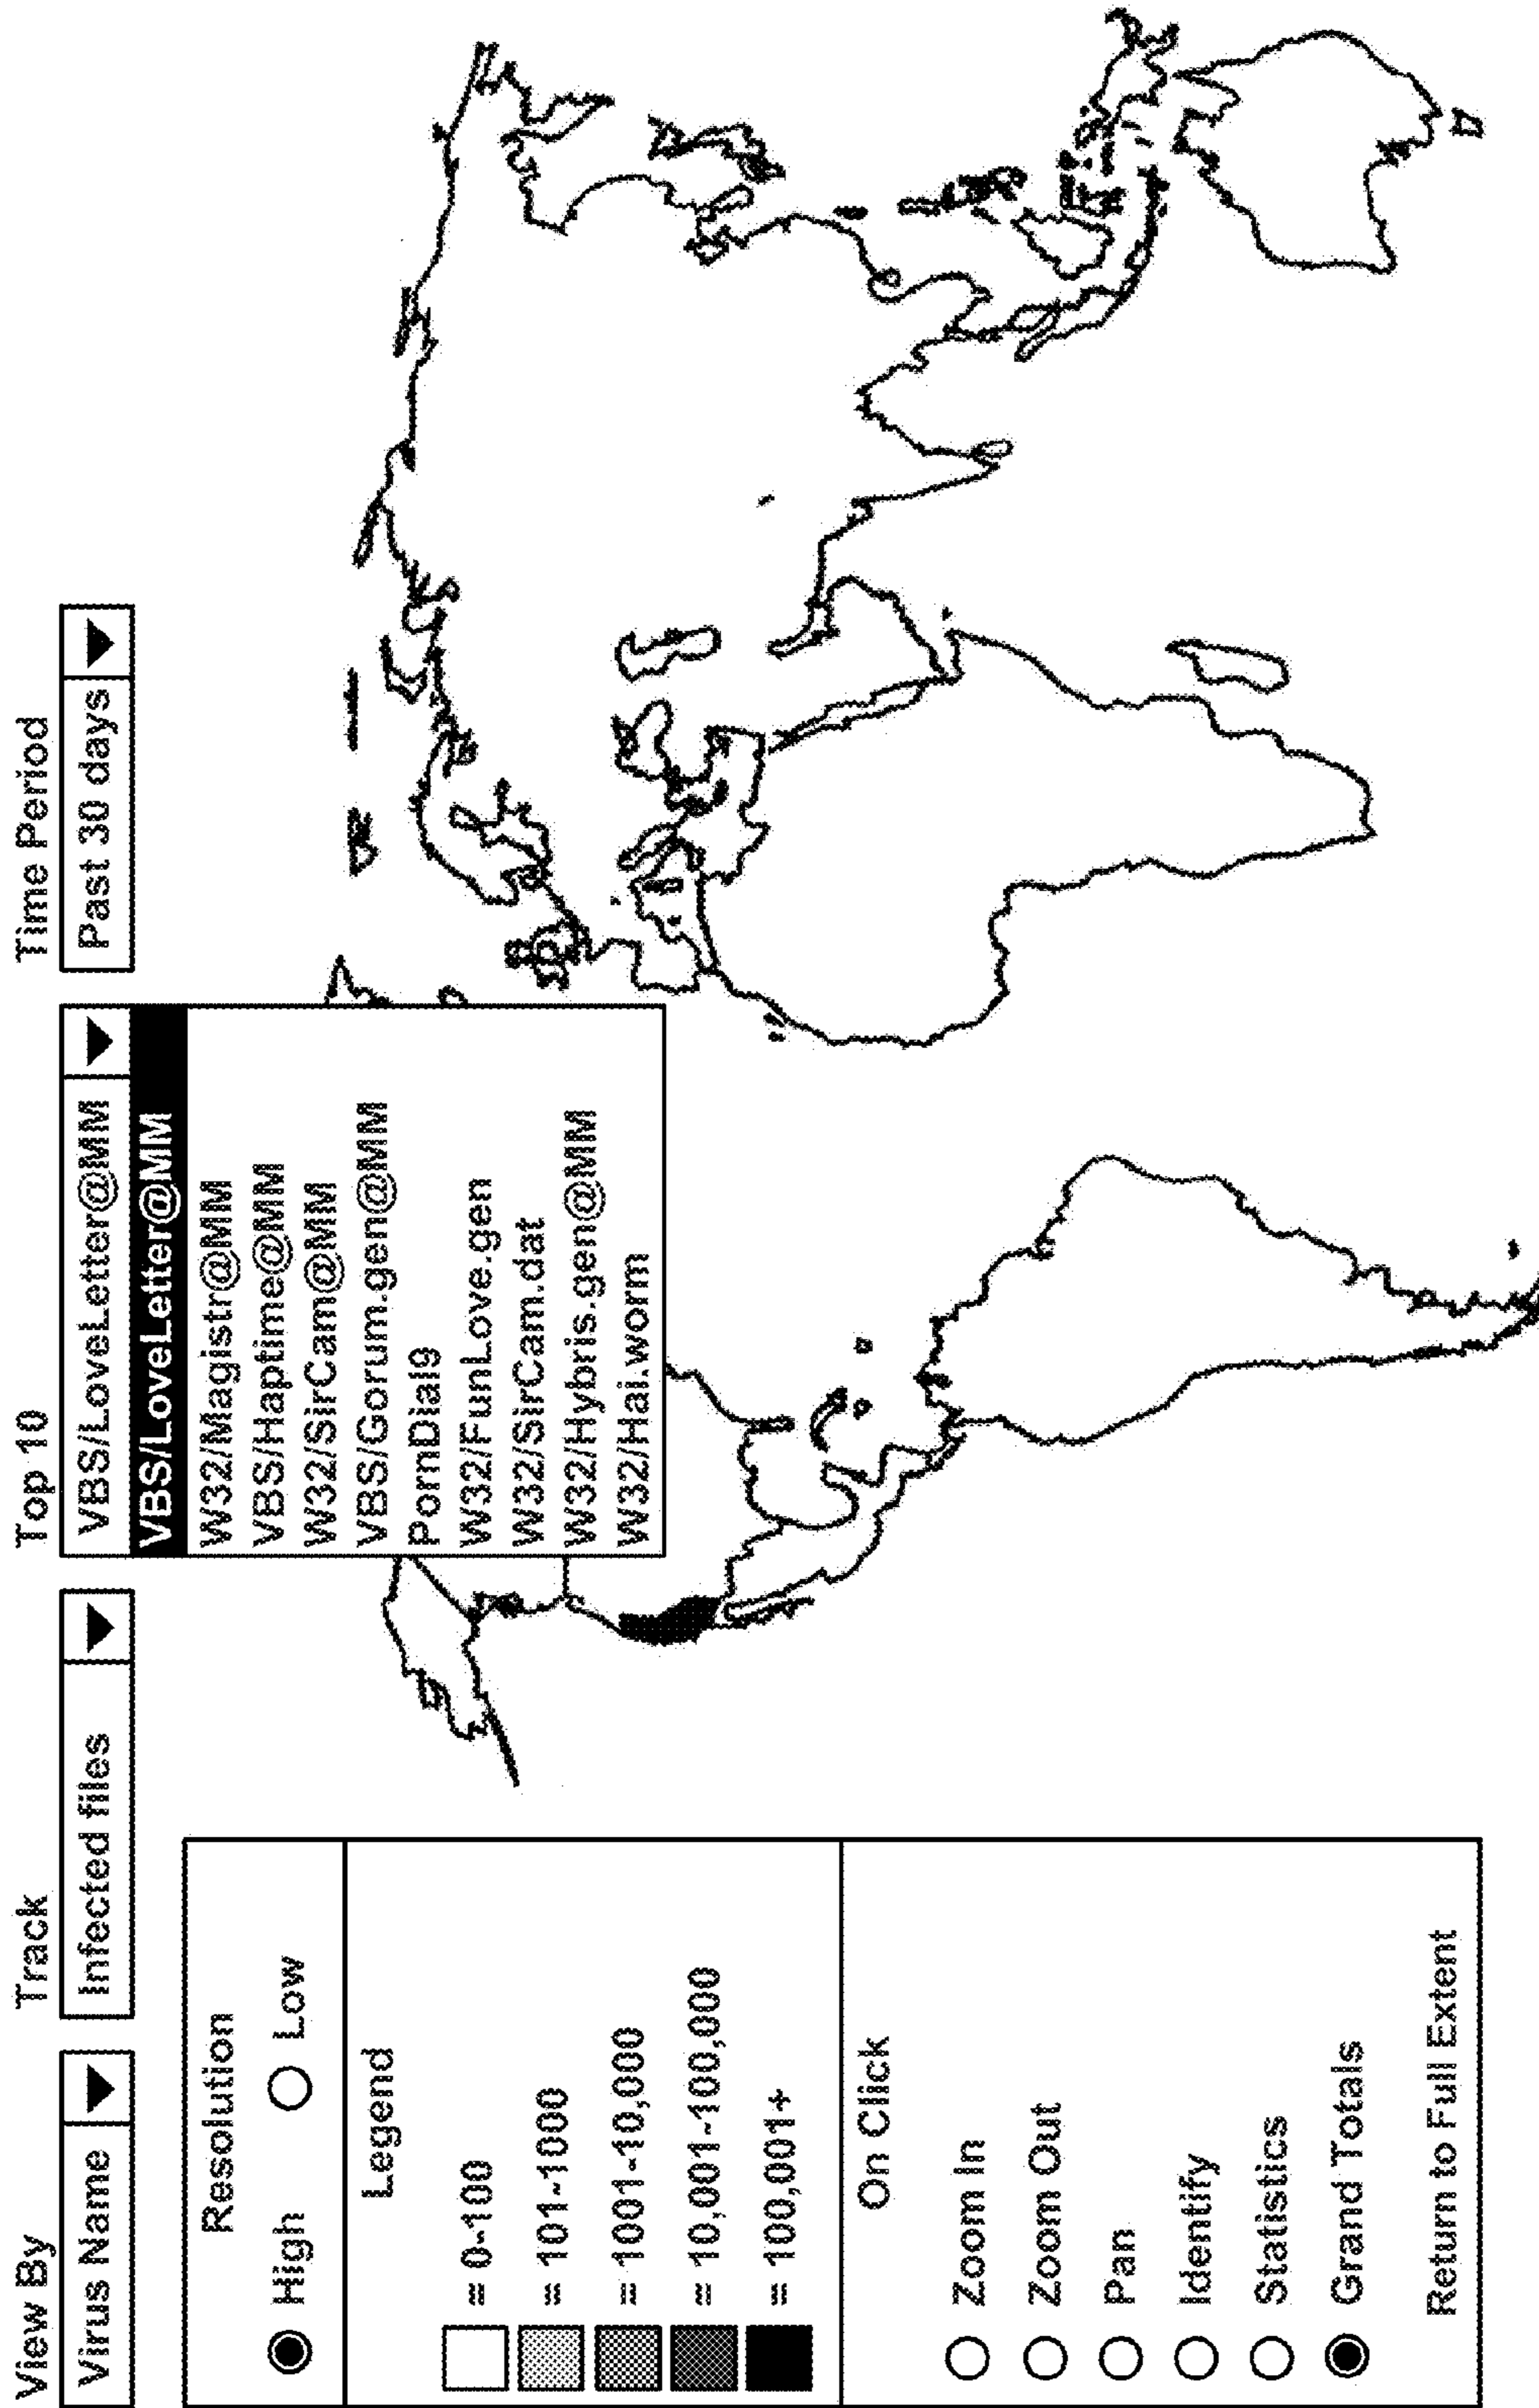 View By
Virus Name
Track
Infected files
Top 10
VBS/LoveLetter@MM
VBS/LoveLetter@MM
W32/Magistr@MM
VBS/Haptime@MM
W32/SirCam@MM
VBS/Gorum.gen@MM
PornDial9
W32/FunLove.gen
W32/SirCam.dat
W32/Hybris.gen@MM
W32/Hai.worm
Time Period
Past 30 days
Resolution
High Low
Legend
= 0-100
= 101-1000
= 1001-10,000
= 10,001-100,000
= 100,001+
On Click
Zoom In
Zoom Out
Pan
Identify
Statistics
Grand Totals
Return to Full Extent